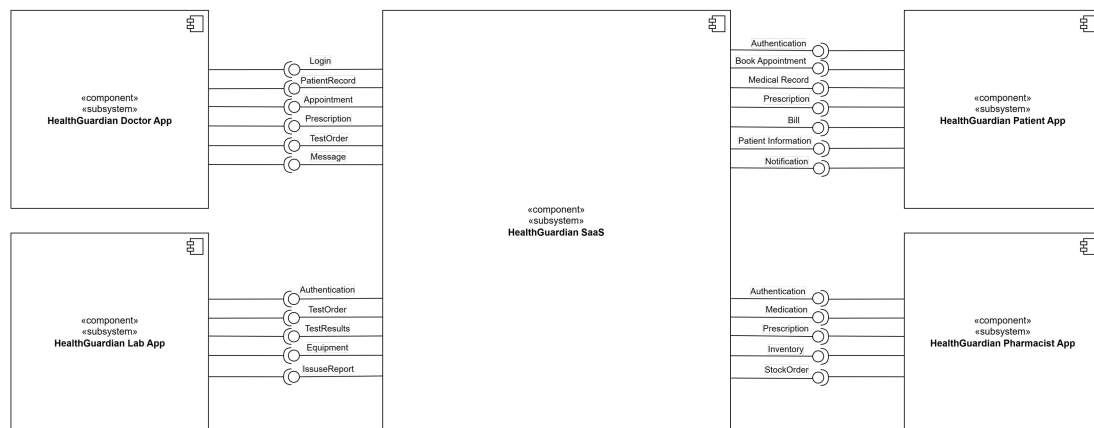 «component»
«subsystem»
HealthGuardian Doctor App
Login
PatientRecord
Appointment
Prescription
TestOrder
Message
«component»
«subsystem»
HealthGuardian SaaS
Authentication
Book Appointment
Medical Record
Prescription
Bill
Patient Information
Notification
«component»
«subsystem»
HealthGuardian Patient App
«component»
«subsystem»
HealthGuardian Lab App
Authentication
TestOrder
TestResults
Equipment
IssuseReport
Authentication
Medication
Prescription
Inventory
StockOrder
«component»
«subsystem»
HealthGuardian Pharmacist App